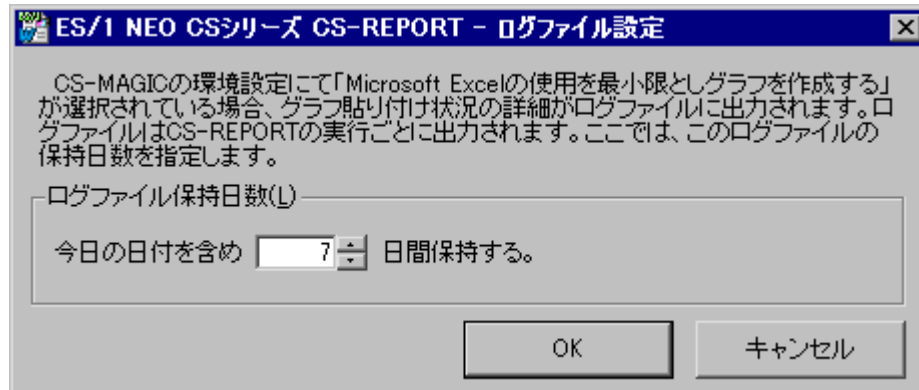 ES/1 NEO CSシリーズ CS-REPORT - ログファイル設定
CS-MAGICの環境設定にて「Microsoft Excelの使用を最小限としグラフを作成する」
が選択されている場合、グラフ貼り付け状況の詳細がログファイルに出力されます。ロ
グファイルはCS-REPORTの実行ごとに出力されます。ここでは、このログファイルの
保持日数を指定します。
ログファイル保持日数(L)
今日の日付を含め 7 日間保持する。
OK キャンセル